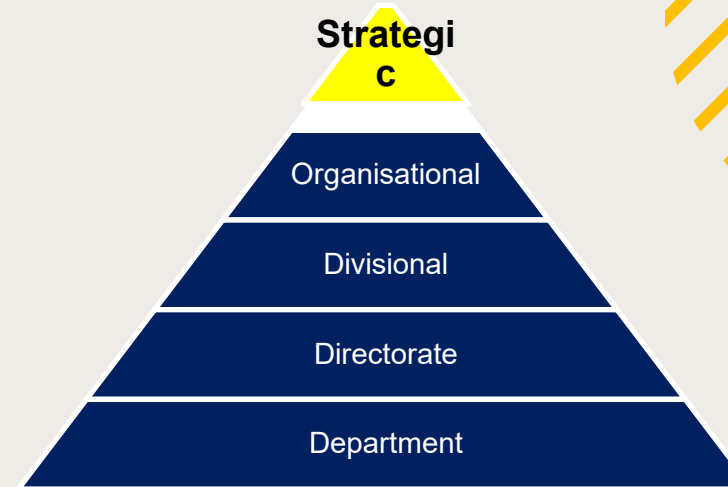 Strategi
c
Organisational
Divisional
Directorate
Department